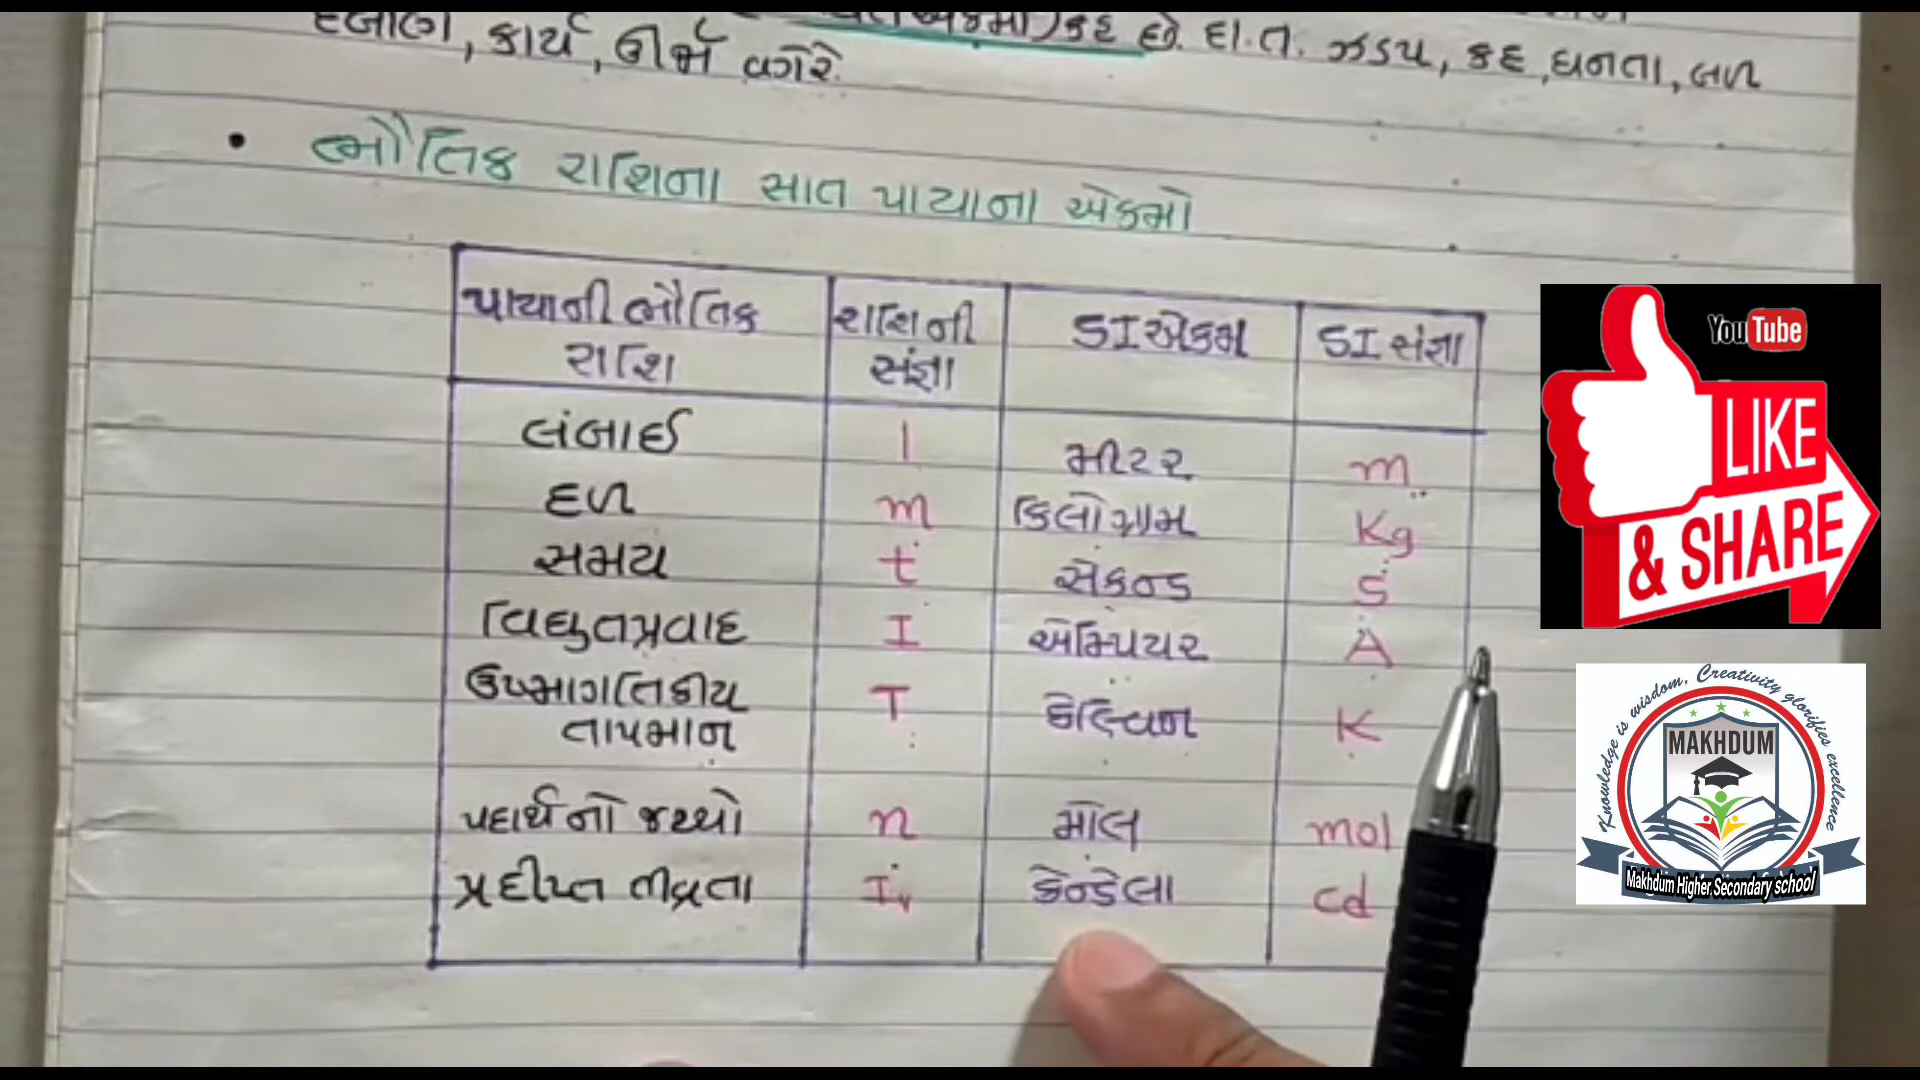 દબાણ, કાર્ય, ઊર્જા વગેરે.
છે. દા.ત. ઝડપ, કદ, ઘનતા, બળ
• ભૌતિક રાશિના સાત પાયાના એકમો
પાયાની ભૌતિક રાશિ | રાશિની સંજ્ઞા | SI એકમ | SI સંજ્ઞા
લંબાઈ | l | મીટર | m
દળ | m | કિલોગ્રામ | Kg
સમય | t | સેકન્ડ | S
વિદ્યુતપ્રવાહ | I | એમ્પિયર | A
ઉષ્માગતિકીય તાપમાન | T | કેલ્વિન | K
પદાર્થનો જથ્થો | n | મોલ | mol
પ્રદીપ્ત તીવ્રતા | Iv | કેન્ડેલા | cd
YouTube
LIKE
& SHARE
Knowledge is wisdom, Creativity glorifies excellence
MAKHDUM
Makhdum Higher Secondary school